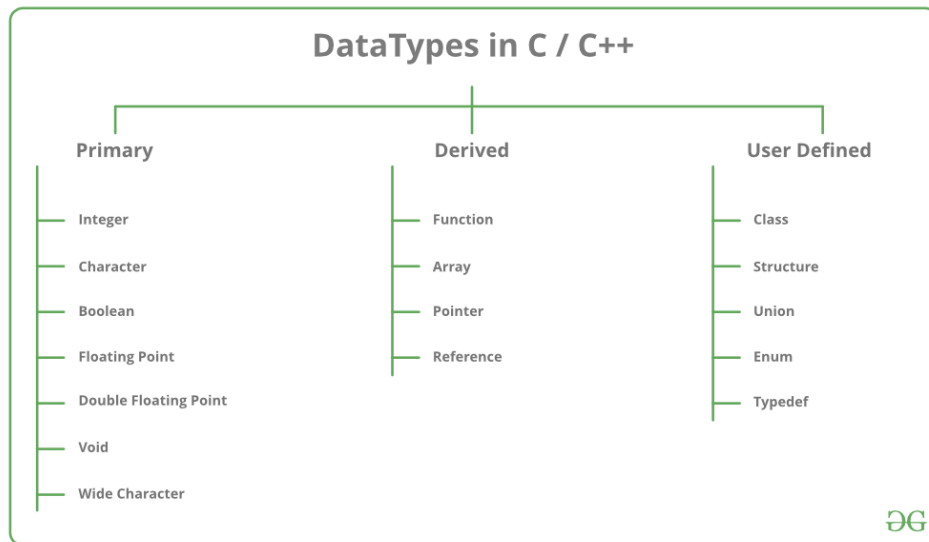 DataTypes in C / C++
Primary
Integer
Character
Boolean
Floating Point
Double Floating Point
Void
Wide Character
Derived
Function
Array
Pointer
Reference
User Defined
Class
Structure
Union
Enum
Typedef